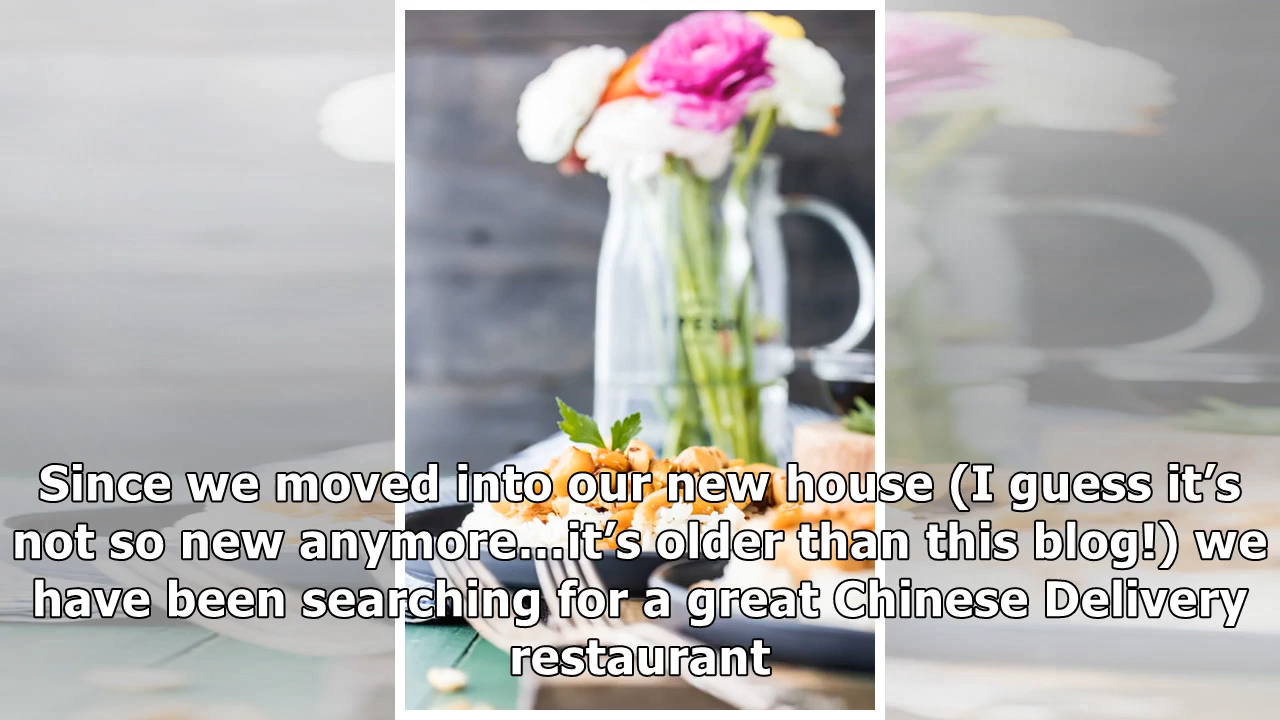 Since we moved into our new house (I guess it’s
not so new anymore...it’s older than this blog!) we
have been searching for a great Chinese Delivery
restaurant